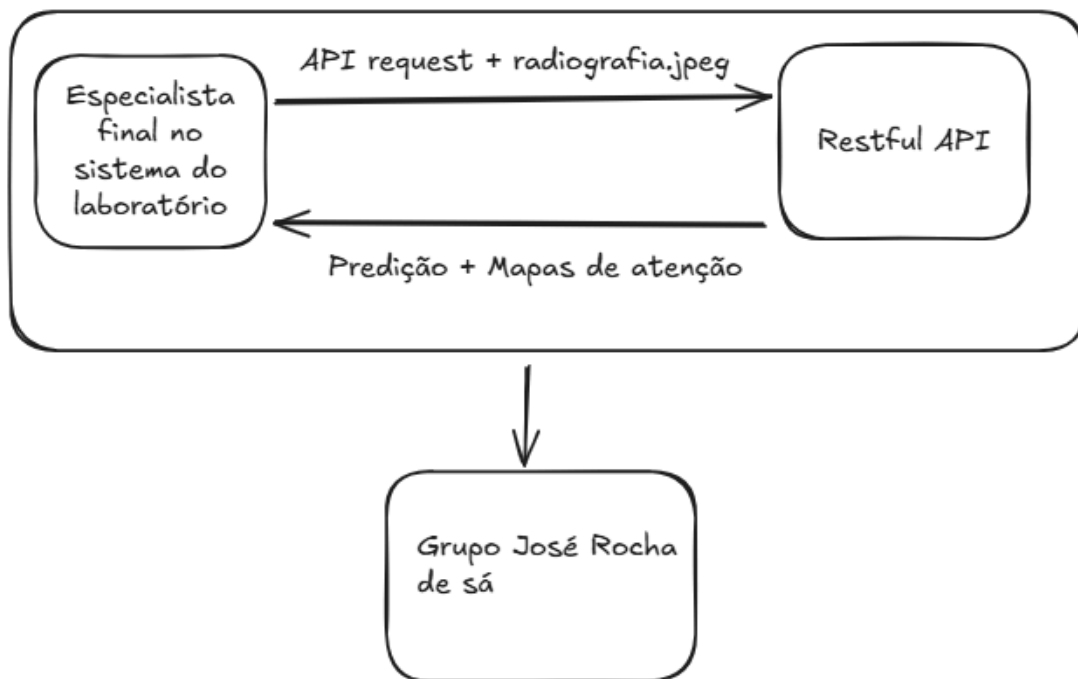 API request + radiografia.jpeg
Especialista
final no
sistema do
laboratório
Restful API
Predição + Mapas de atenção
Grupo José Rocha
de sá